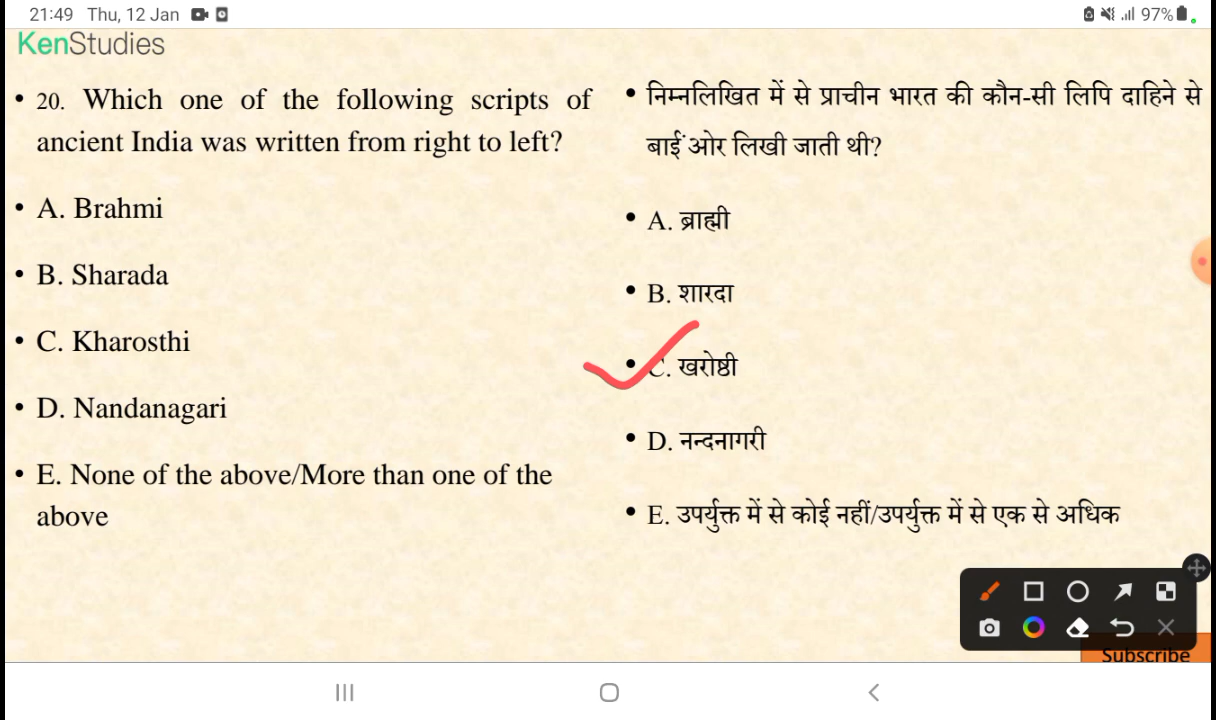 21:49 Thu, 12 Jan
97%
KenStudies
• 20. Which one of the following scripts of
ancient India was written from right to left?
• A. Brahmi
• B. Sharada
• C. Kharosthi
• D. Nandanagari
• E. None of the above/More than one of the
above
• निम्नलिखित में से प्राचीन भारत की कौन-सी लिपि दाहिने से
बाईं ओर लिखी जाती थी?
• A. ब्राह्मी
• B. शारदा
• C. खरोष्ठी
• D. नन्दनागरी
• E. उपर्युक्त में से कोई नहीं/उपर्युक्त में से एक से अधिक
Subscribe